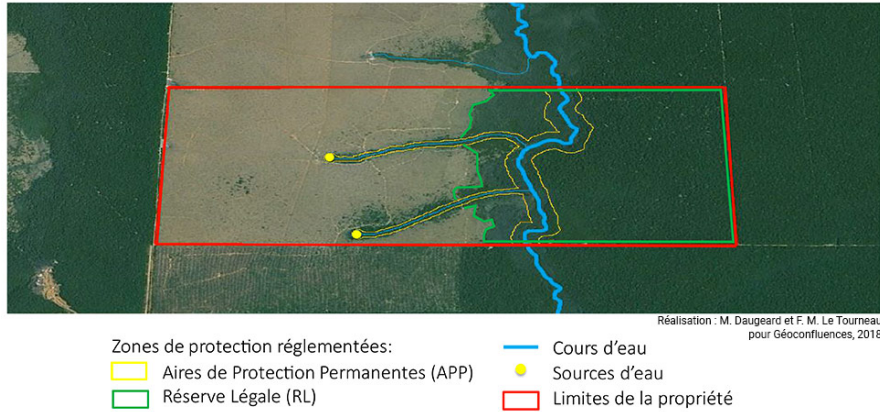 Réalisation : M. Daugeard et F. M. Le Tourneau
pour Géoconfluences, 2018
Zones de protection réglementées:
Aires de Protection Permanentes (APP)
Réserve Légale (RL)
Cours d'eau
Sources d'eau
Limites de la propriété